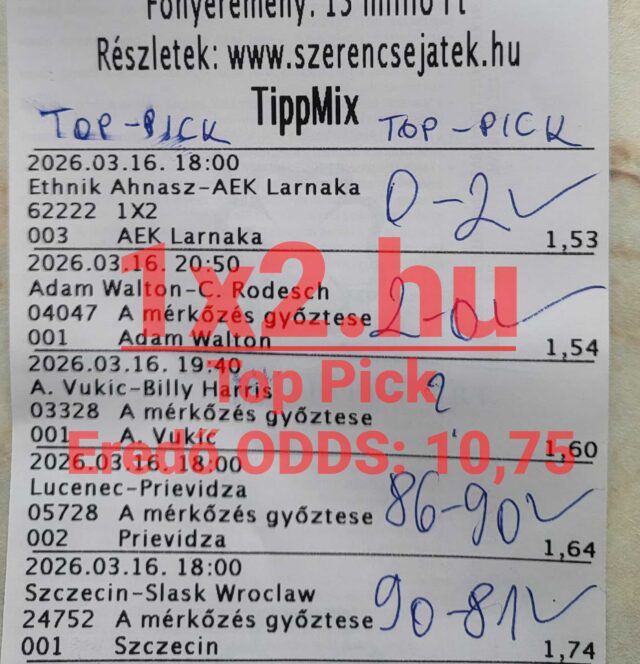 Főnyeremény: 15 millió Ft
Részletek: www.szerencsejatek.hu
TippMix
TOP-PICK TOP-PICK
2026.03.16. 18:00
Ethnik Ahnasz-AEK Larnaka
62222 1X2
003 AEK Larnaka 1,53
0-2 ✓
2026.03.16. 20:50
Adam Walton-C. Rodesch
04047 A mérkőzés győztese
001 Adam Walton 1,54
2-0 ✓
2026.03.16. 19:40
A. Vukic-Billy Harris
03328 A mérkőzés győztese
001 A. Vukic 1,60
?
2026.03.16. 18:00
Lucenec-Prievidza
05728 A mérkőzés győztese
002 Prievidza 1,64
86-90 ✓
2026.03.16. 18:00
Szczecin-Slask Wroclaw
24752 A mérkőzés győztese
001 Szczecin 1,74
90-81 ✓
1x2.hu
Top Pick
Eredő ODDS: 10,75